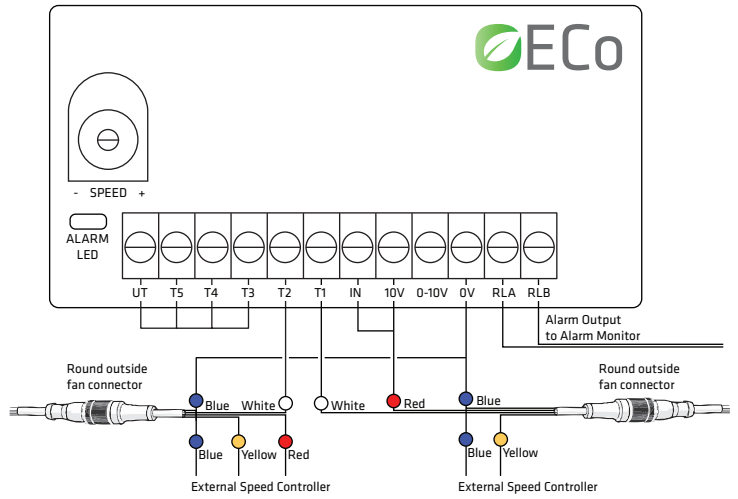 ECo
- SPEED +
ALARM
LED
UT T5 T4 T3 T2 T1 IN 10V 0-10V 0V RLA RLB
Alarm Output
to Alarm Monitor
Round outside
fan connector
Round outside
fan connector
Blue White White Red Blue
Blue Yellow Red Blue Yellow
External Speed Controller External Speed Controller